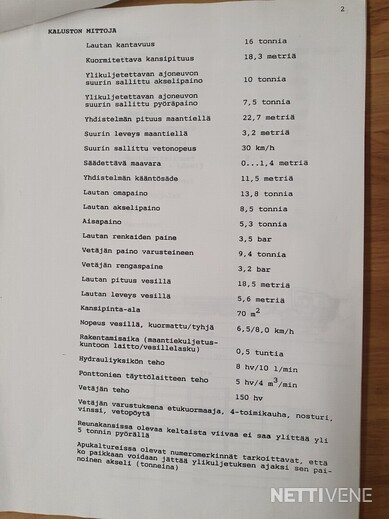 2
KALUSTON MITTOJA
Lautan kantavuus 16 tonnia
Kuormitettava kansipituus 18,3 metriä
Ylikuljetettavan ajoneuvon
suurin sallittu akselipaino 10 tonnia
Ylikuljetettavan ajoneuvon
suurin sallittu pyöräpaino 7,5 tonnia
Yhdistelmän pituus maantiellä 22,7 metriä
Suurin leveys maantiellä 3,2 metriä
Suurin sallittu vetonopeus 30 km/h
Säädettävä maavara 0...1,4 metriä
Yhdistelmän kääntösäde 11,5 metriä
Lautan omapaino 13,8 tonnia
Lautan akselipaino 8,5 tonnia
Aisapaino 5,3 tonnia
Lautan renkaiden paine 3,5 bar
Vetäjän paino varusteineen 9,4 tonnia
Vetäjän rengaspaine 3,2 bar
Lautan pituus vesillä 18,5 metriä
Lautan leveys vesillä 5,6 metriä
Kansipinta-ala 70 m²
Nopeus vesillä, kuormattu/tyhjä 6,5/8,0 km/h
Rakentamisaika (maantiekuljetus-
kuntoon laitto/vesillelasku) 0,5 tuntia
Hydrauliyksikön teho 8 hv/10 l/min
Ponttonien täyttölaitteen teho 5 hv/4 m³/min
Vetäjän teho 150 hv
Vetäjän varustuksena etukuormaaja, 4-toimikauha, nosturi,
vinssi, vetopöytä
Reunakansissa olevaa keltaista viivaa ei saa ylittää yli
5 tonnin pyörällä
Apukaltureissa olevat numeromerkinnät tarkoittavat, että
ko paikkaan voidaan jättää ylikuljetuksen ajaksi sen pai-
noinen akseli (tonneina)
NETTIVENE